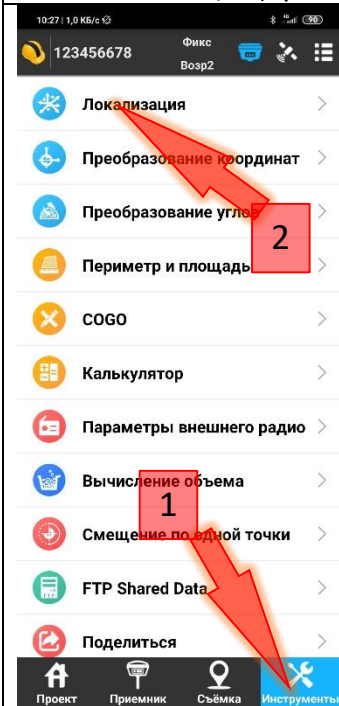 10:27 | 1,0 КБ/с
90
123456678
Фикс
Возр2
Локализация
Преобразование координат
Преобразование углов
2
Периметр и площадь
COGO
Калькулятор
Параметры внешнего радио
Вычисление объема
1
Смещение по одной точки
FTP Shared Data
Поделиться
Проект
Приемник
Съёмка
Инструменты